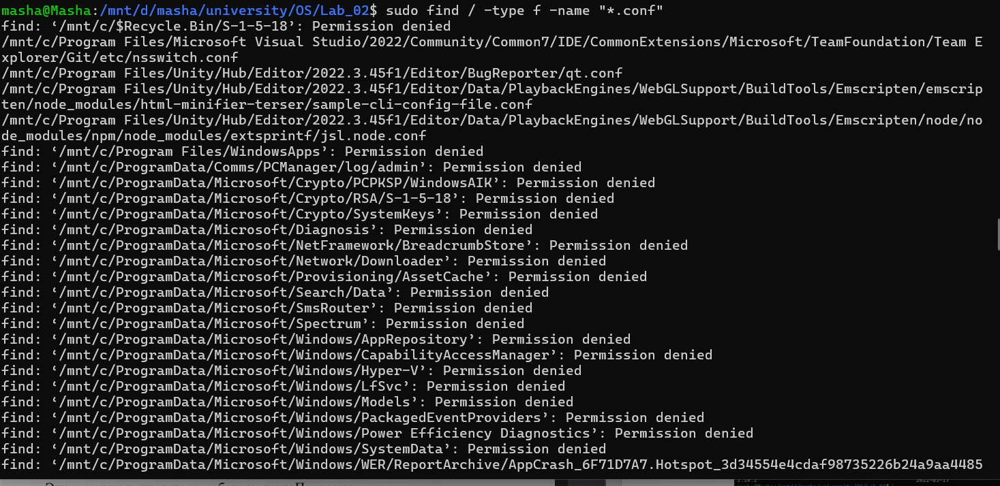 masha@Masha:/mnt/d/masha/university/OS/Lab_02$ sudo find / -type f -name "*.conf"
find: ‘/mnt/c/$Recycle.Bin/S-1-5-18’: Permission denied
/mnt/c/Program Files/Microsoft Visual Studio/2022/Community/Common7/IDE/CommonExtensions/Microsoft/TeamFoundation/Team E
xplorer/Git/etc/nsswitch.conf
/mnt/c/Program Files/Unity/Hub/Editor/2022.3.45f1/Editor/BugReporter/qt.conf
/mnt/c/Program Files/Unity/Hub/Editor/2022.3.45f1/Editor/Data/PlaybackEngines/WebGLSupport/BuildTools/Emscripten/emscrip
ten/node_modules/html-minifier-terser/sample-cli-config-file.conf
/mnt/c/Program Files/Unity/Hub/Editor/2022.3.45f1/Editor/Data/PlaybackEngines/WebGLSupport/BuildTools/Emscripten/node/no
de_modules/npm/node_modules/extsprintf/jsl.node.conf
find: ‘/mnt/c/Program Files/WindowsApps’: Permission denied
find: ‘/mnt/c/ProgramData/Comms/PCManager/log/admin’: Permission denied
find: ‘/mnt/c/ProgramData/Microsoft/Crypto/PCPKSP/WindowsAIK’: Permission denied
find: ‘/mnt/c/ProgramData/Microsoft/Crypto/RSA/S-1-5-18’: Permission denied
find: ‘/mnt/c/ProgramData/Microsoft/Crypto/SystemKeys’: Permission denied
find: ‘/mnt/c/ProgramData/Microsoft/Diagnosis’: Permission denied
find: ‘/mnt/c/ProgramData/Microsoft/NetFramework/BreadcrumbStore’: Permission denied
find: ‘/mnt/c/ProgramData/Microsoft/Network/Downloader’: Permission denied
find: ‘/mnt/c/ProgramData/Microsoft/Provisioning/AssetCache’: Permission denied
find: ‘/mnt/c/ProgramData/Microsoft/Search/Data’: Permission denied
find: ‘/mnt/c/ProgramData/Microsoft/SmsRouter’: Permission denied
find: ‘/mnt/c/ProgramData/Microsoft/Spectrum’: Permission denied
find: ‘/mnt/c/ProgramData/Microsoft/Windows/AppRepository’: Permission denied
find: ‘/mnt/c/ProgramData/Microsoft/Windows/CapabilityAccessManager’: Permission denied
find: ‘/mnt/c/ProgramData/Microsoft/Windows/Hyper-V’: Permission denied
find: ‘/mnt/c/ProgramData/Microsoft/Windows/LfSvc’: Permission denied
find: ‘/mnt/c/ProgramData/Microsoft/Windows/Models’: Permission denied
find: ‘/mnt/c/ProgramData/Microsoft/Windows/PackagedEventProviders’: Permission denied
find: ‘/mnt/c/ProgramData/Microsoft/Windows/Power Efficiency Diagnostics’: Permission denied
find: ‘/mnt/c/ProgramData/Microsoft/Windows/SystemData’: Permission denied
find: ‘/mnt/c/ProgramData/Microsoft/Windows/WER/ReportArchive/AppCrash_6F71D7A7.Hotspot_3d34554e4cdaf98735226b24a9aa4485